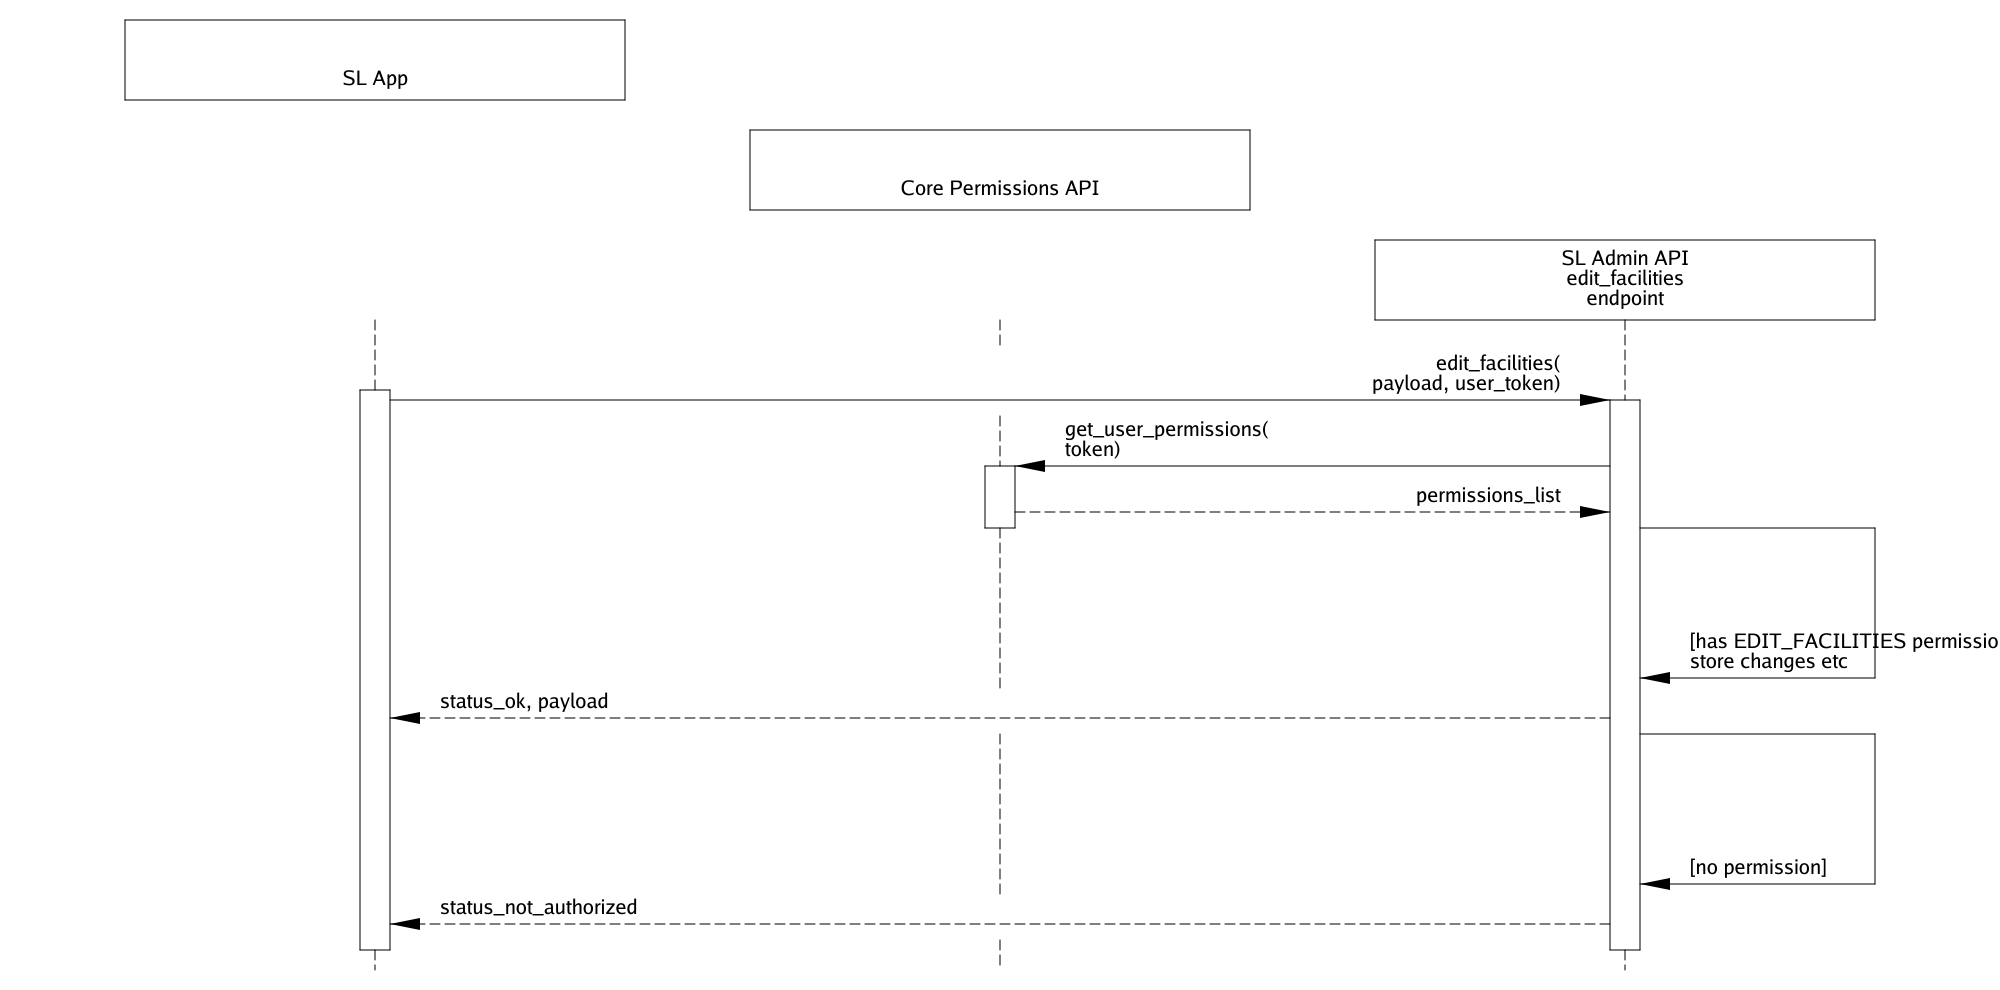 SL App
Core Permissions API
SL Admin API
edit_facilities
endpoint
edit_facilities(
payload, user_token)
get_user_permissions(
token)
permissions_list
[has EDIT_FACILITIES permissio
store changes etc
status_ok, payload
[no permission]
status_not_authorized